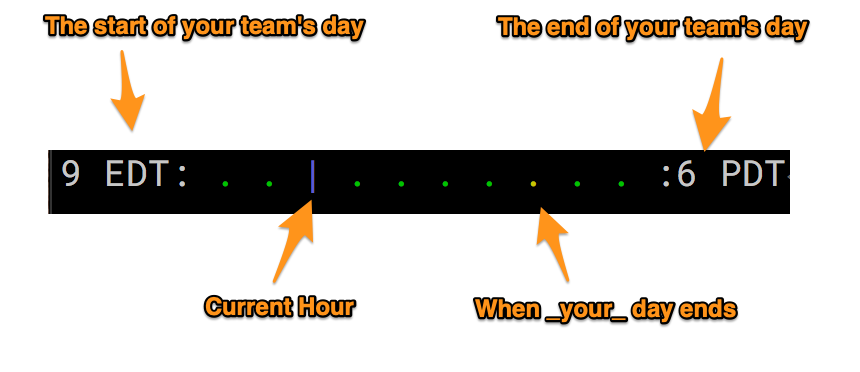 The start of your team's day
The end of your team's day
9 EDT: . . | . . . . . . . :6 PDT
Current Hour
When _your_ day ends